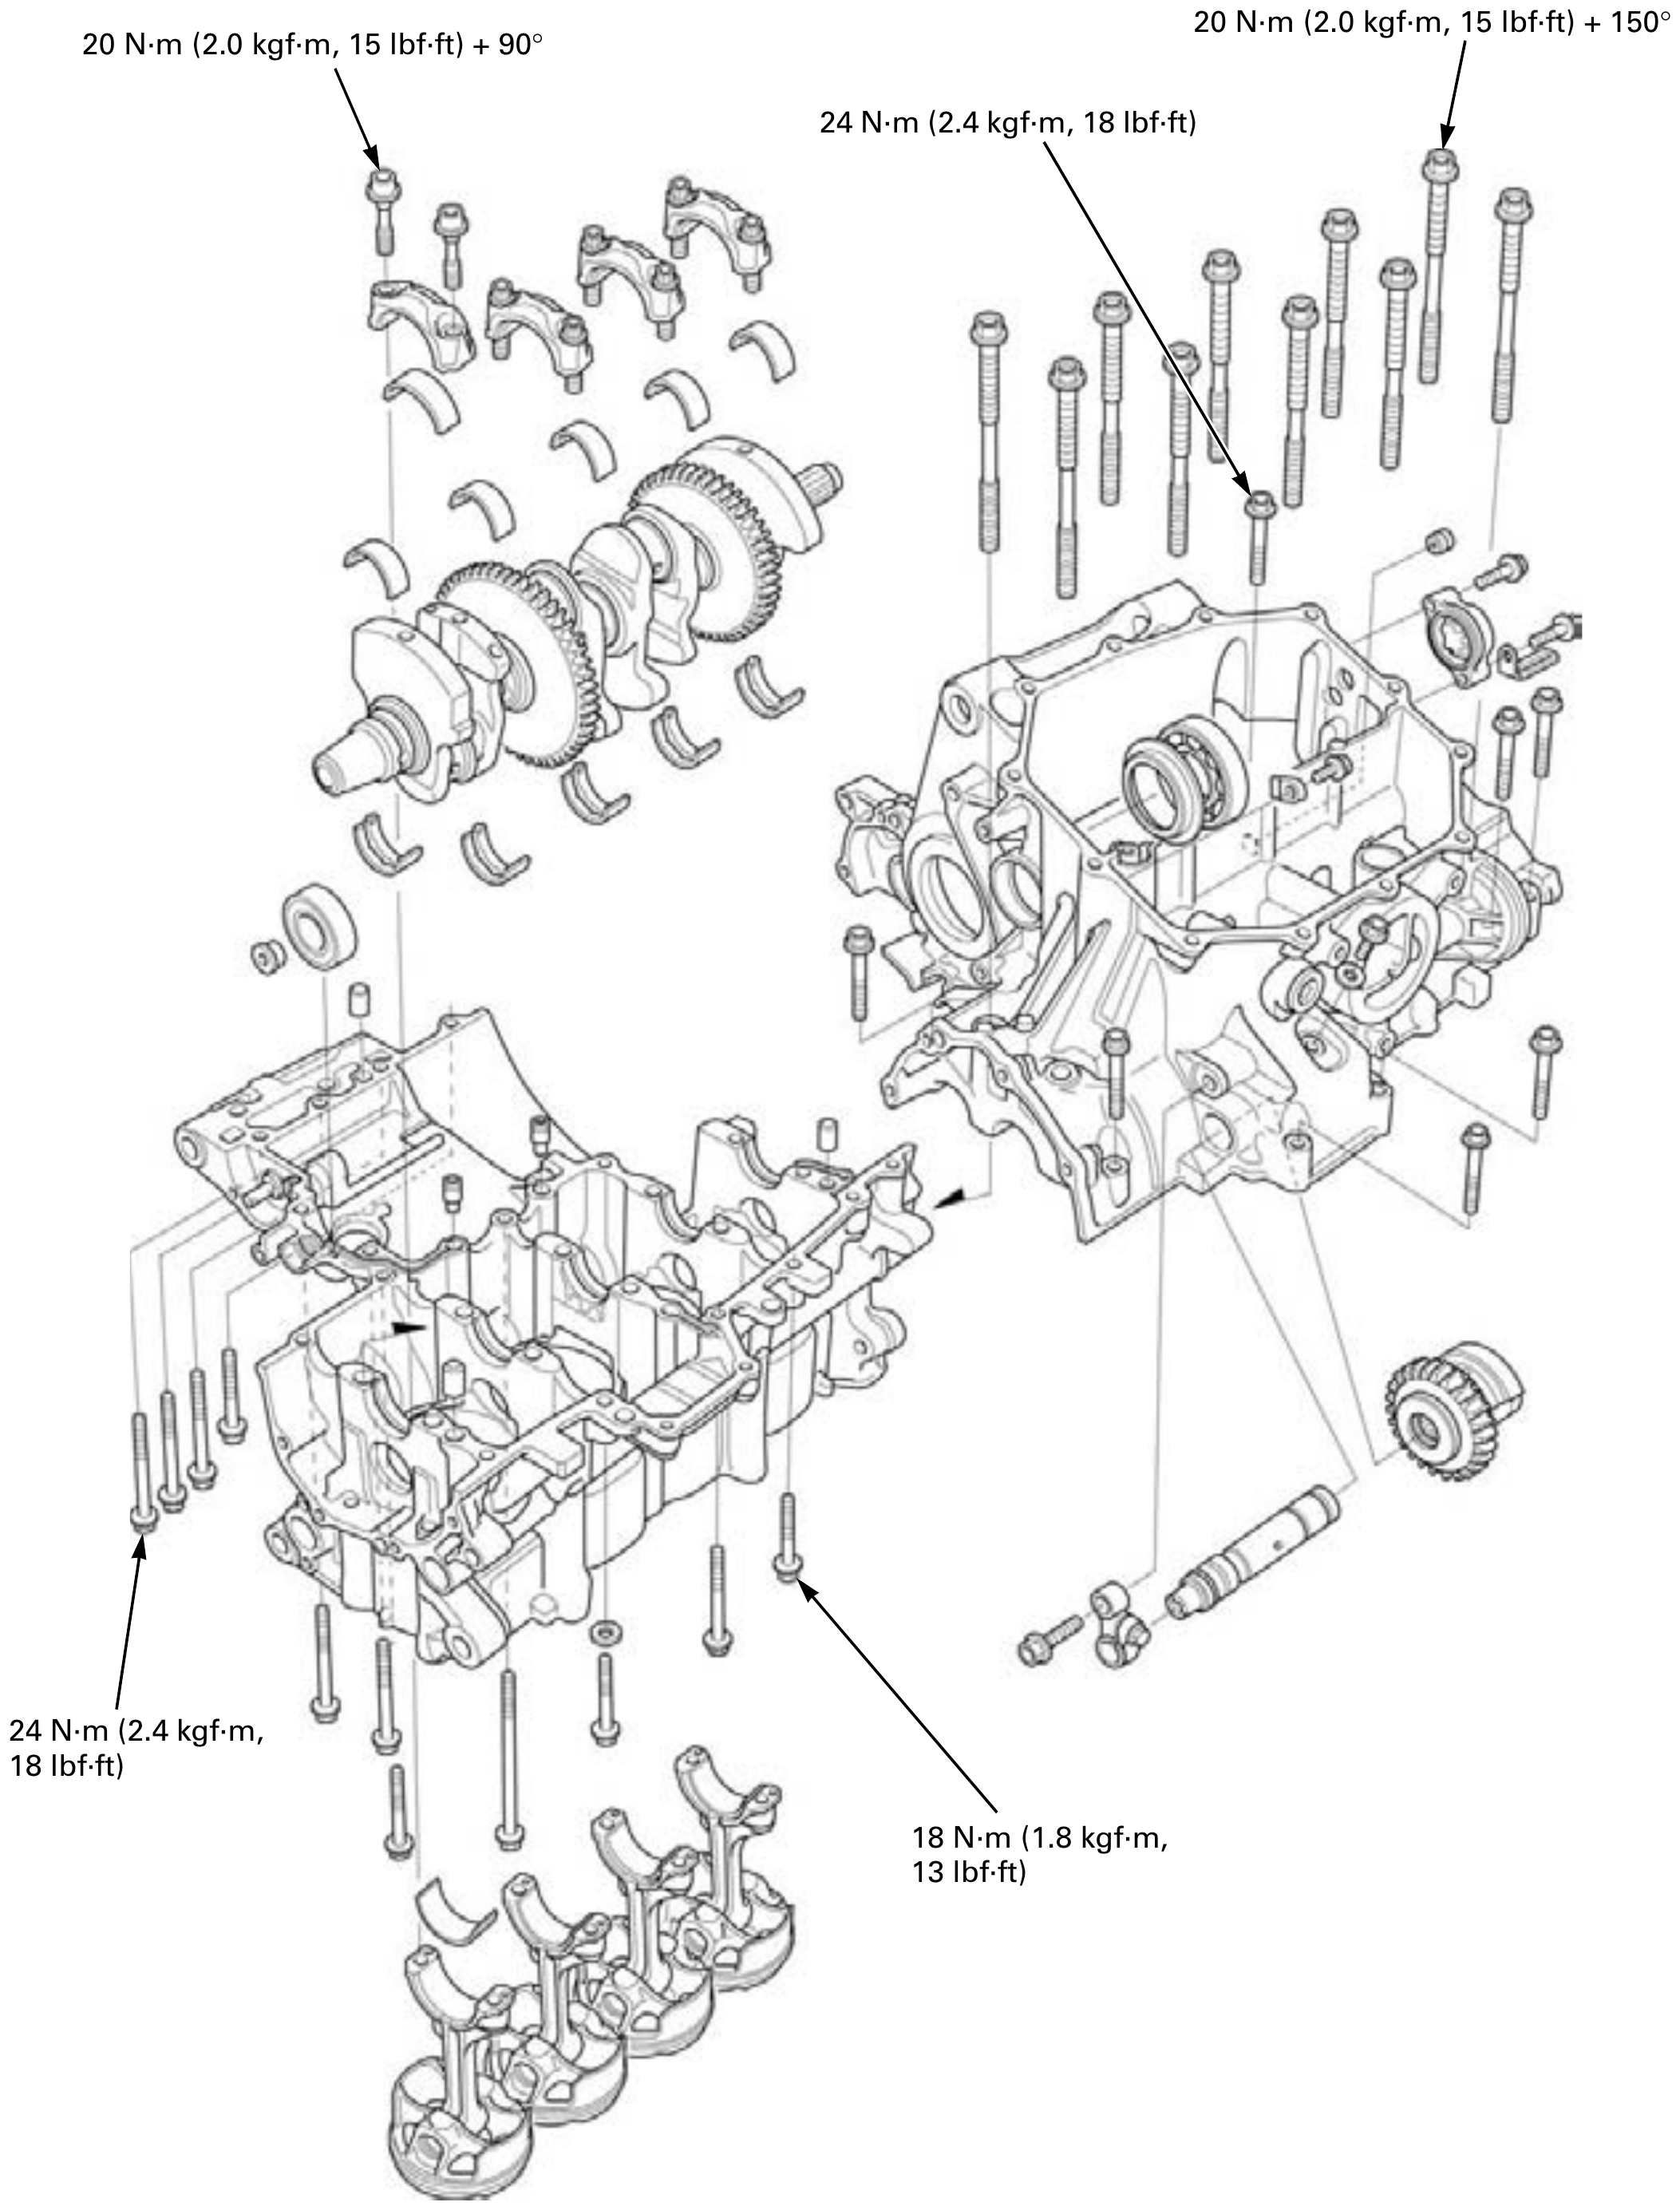 20 N·m (2.0 kgf·m, 15 lbf·ft) + 90°
20 N·m (2.0 kgf·m, 15 lbf·ft) + 150°
24 N·m (2.4 kgf·m, 18 lbf·ft)
24 N·m (2.4 kgf·m,
18 lbf·ft)
18 N·m (1.8 kgf·m,
13 lbf·ft)